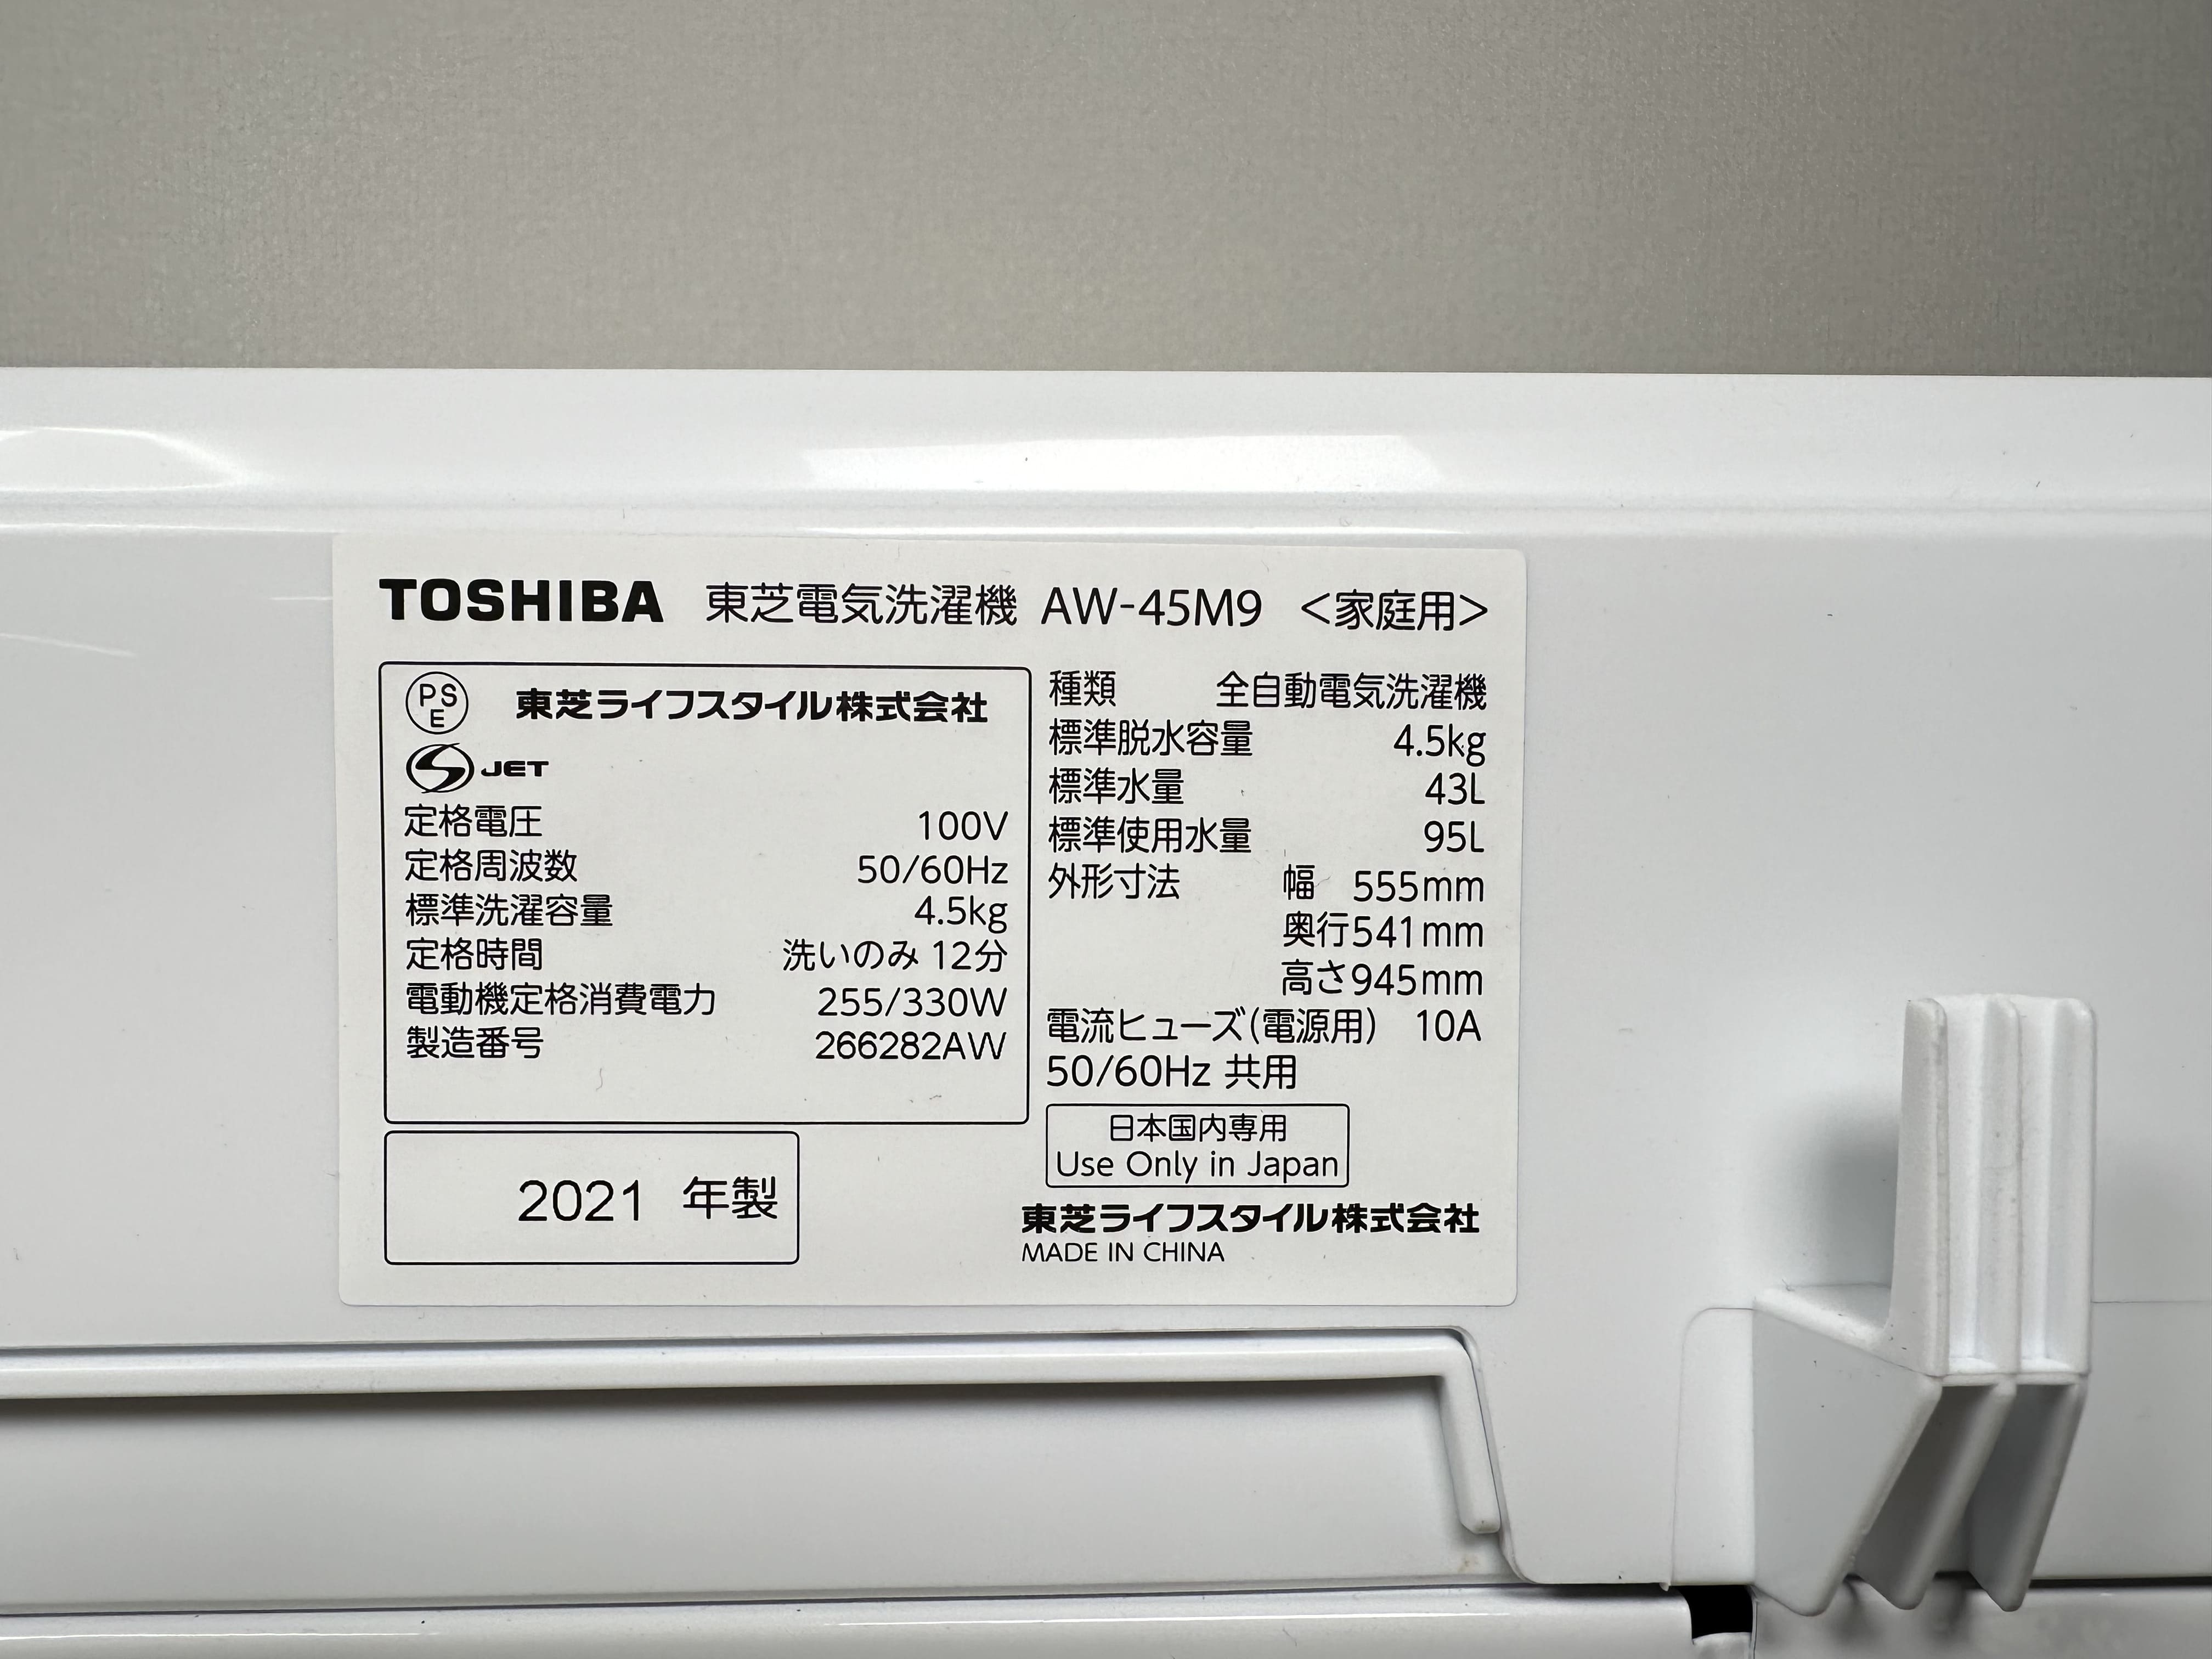 TOSHIBA 東芝電気洗濯機 AW-45M9 <家庭用>
PSE 東芝ライフスタイル株式会社
JET
定格電圧 100V
定格周波数 50/60Hz
標準洗濯容量 4.5kg
定格時間 洗いのみ 12分
電動機定格消費電力 255/330W
製造番号 266282AW
2021 年製
種類 全自動電気洗濯機
標準脱水容量 4.5kg
標準水量 43L
標準使用水量 95L
外形寸法 幅 555mm
奥行541mm
高さ945mm
電流ヒューズ(電源用) 10A
50/60Hz 共用
日本国内専用
Use Only in Japan
東芝ライフスタイル株式会社
MADE IN CHINA